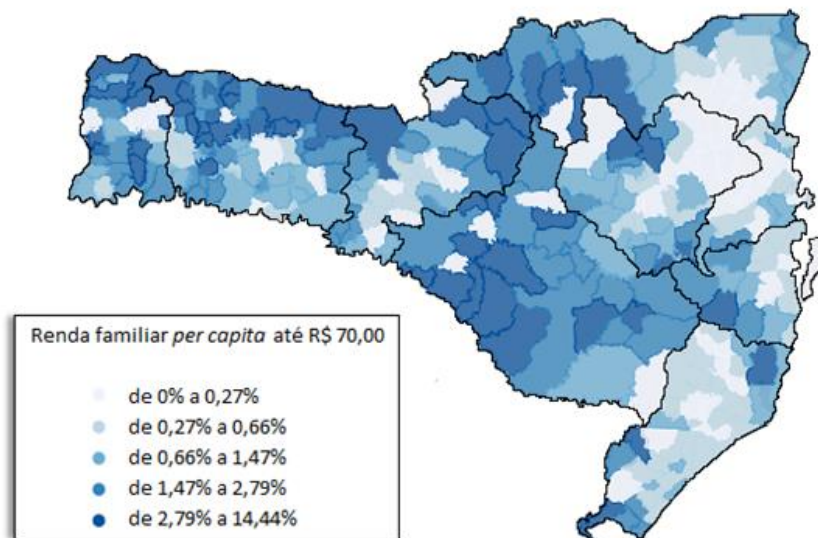 Renda familiar per capita até R$ 70,00
de 0% a 0,27%
de 0,27% a 0,66%
de 0,66% a 1,47%
de 1,47% a 2,79%
de 2,79% a 14,44%